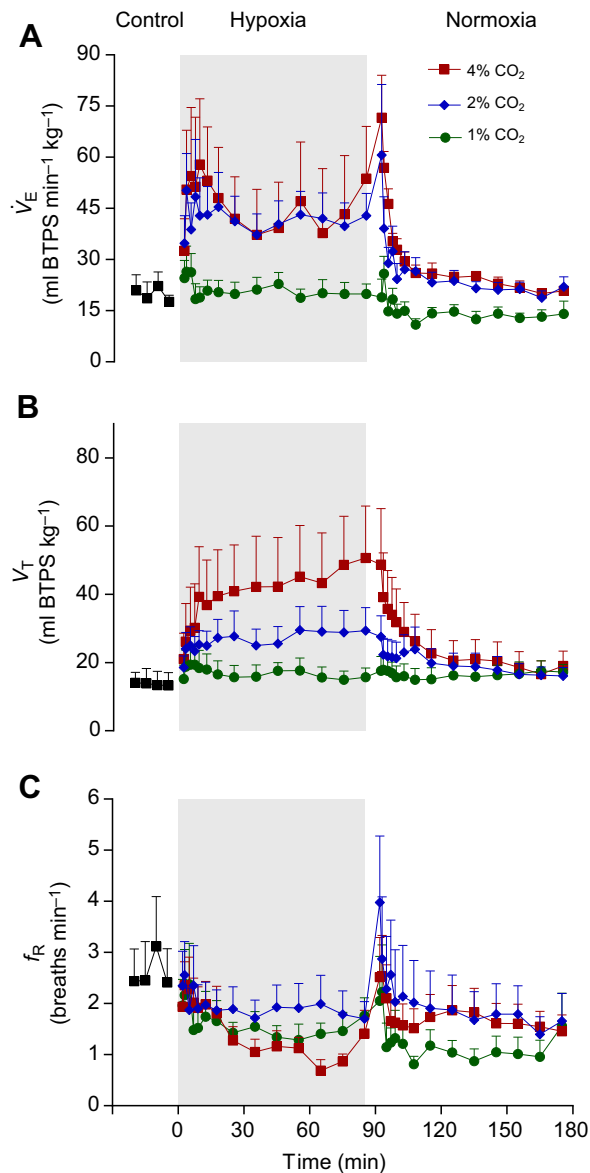 Control Hypoxia Normoxia
A
90
75
60
45
30
15
0
V̇E
(ml BTPS min–1 kg–1)
4% CO2
2% CO2
1% CO2
B
80
60
40
20
0
VT
(ml BTPS kg–1)
C
6
5
4
3
2
1
0
fR
(breaths min–1)
0 30 60 90 120 150 180
Time (min)